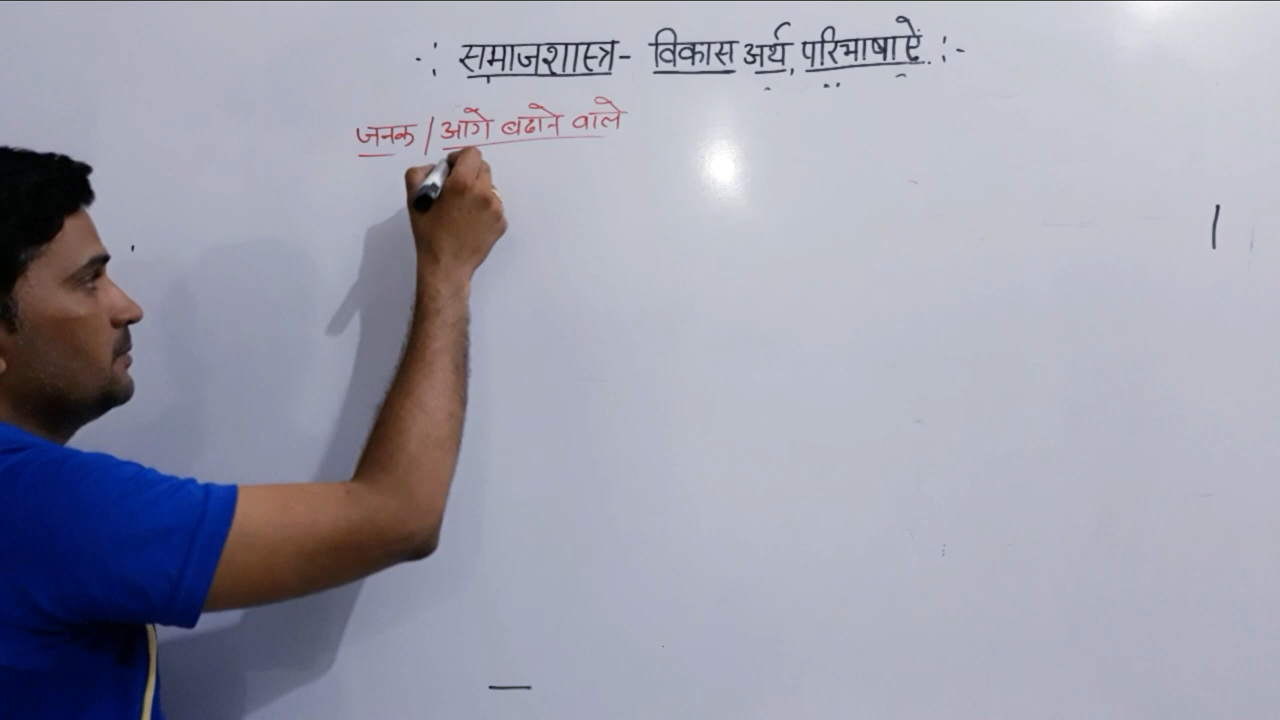 -: समाजशास्त्र- विकास अर्थ, परिभाषाऐं :-
जनक / आगे बढाने वाले